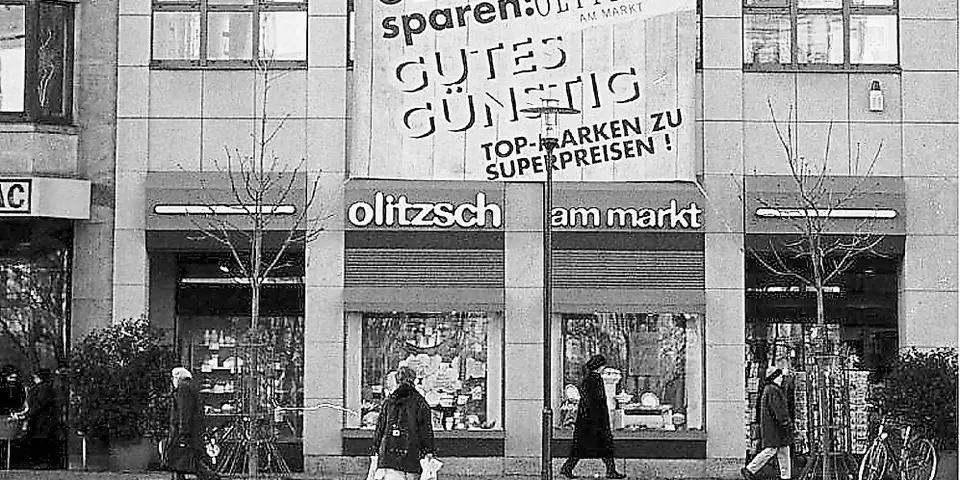 sparen:
AM MARKT
GUTES
GÜNSTIG
TOP-MARKEN ZU
SUPERPREISEN !
AC
olitzsch am markt